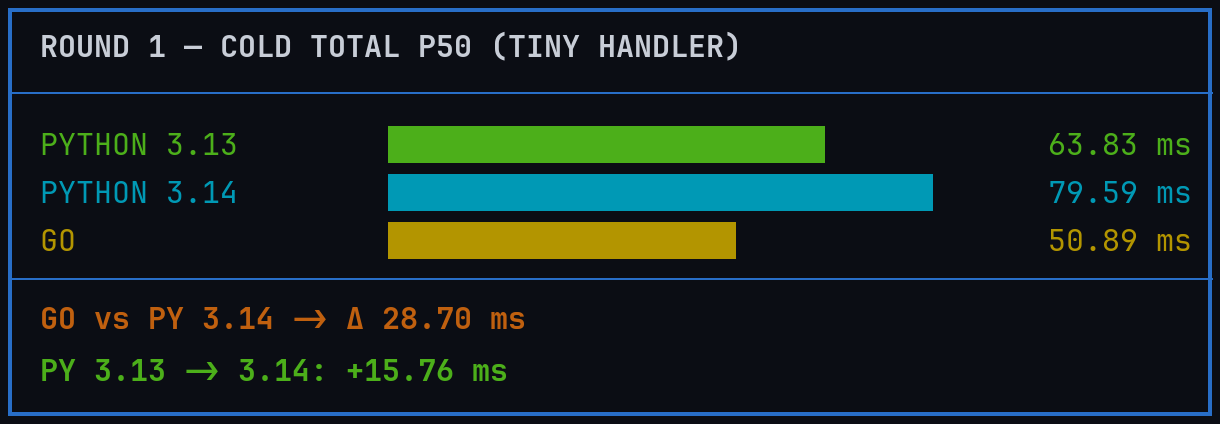 ROUND 1 — COLD TOTAL P50 (TINY HANDLER)
PYTHON 3.13 63.83 ms
PYTHON 3.14 79.59 ms
GO 50.89 ms
GO vs PY 3.14 → Δ 28.70 ms
PY 3.13 → 3.14: +15.76 ms